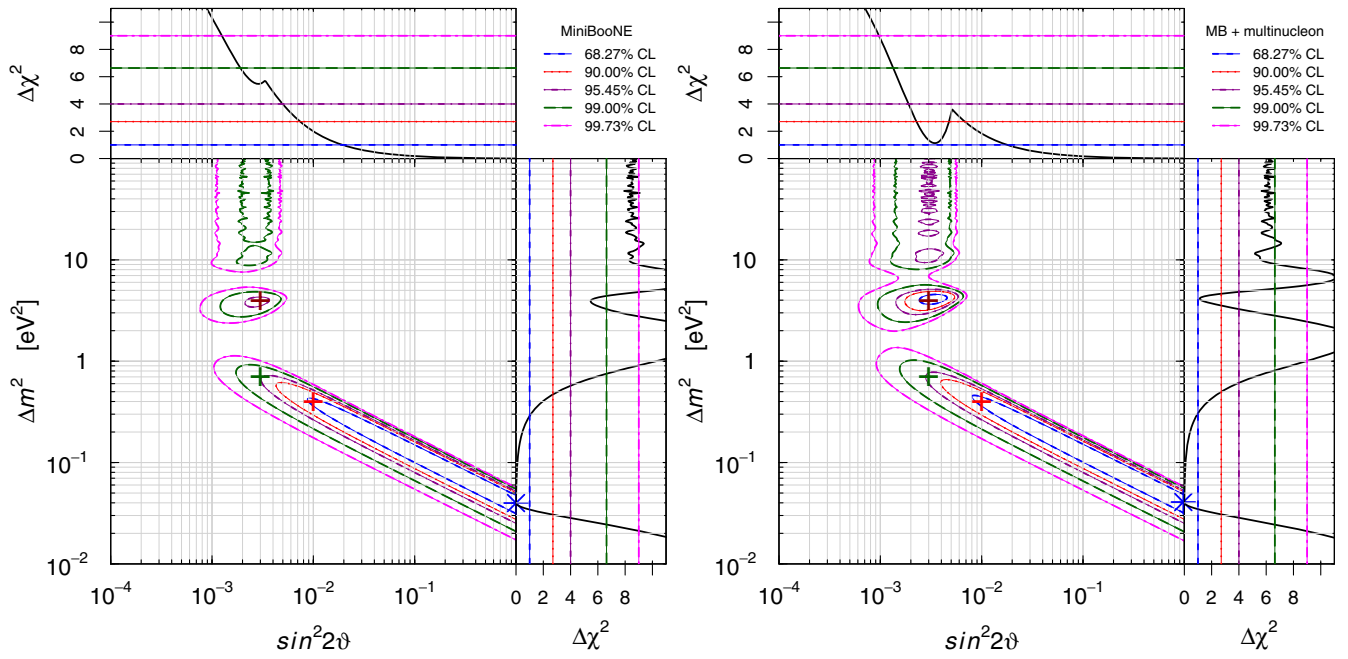 MiniBooNE
68.27% CL
90.00% CL
95.45% CL
99.00% CL
99.73% CL
Δχ²
8
6
4
2
0
Δm² [eV²]
10
1
10⁻¹
10⁻²
10⁻⁴ 10⁻³ 10⁻² 10⁻¹
0 2 4 6 8
sin²2ϑ
Δχ²
MB + multinucleon
68.27% CL
90.00% CL
95.45% CL
99.00% CL
99.73% CL
Δχ²
8
6
4
2
0
Δm² [eV²]
10
1
10⁻¹
10⁻²
10⁻⁴ 10⁻³ 10⁻² 10⁻¹
0 2 4 6 8
sin²2ϑ
Δχ²